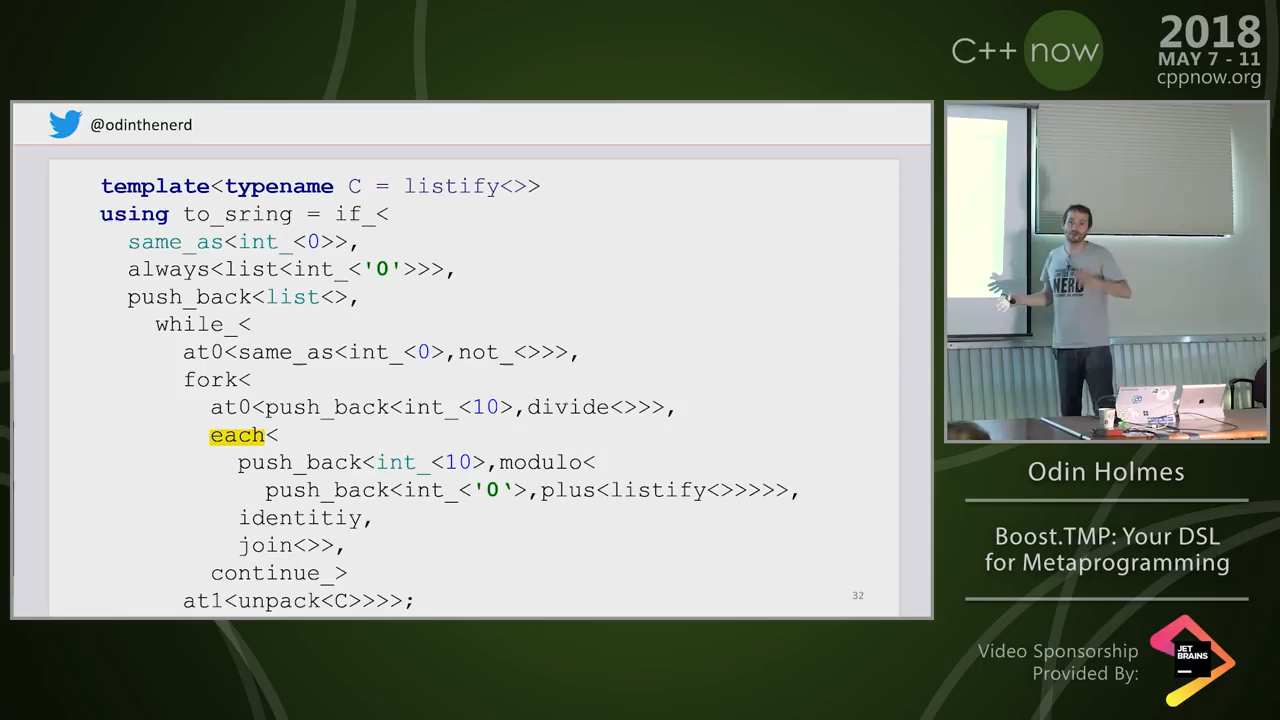 C++ now
2018
MAY 7 - 11
cppnow.org
@odinthenerd
template<typename C = listify<>>
using to_sring = if_<
same_as<int_<0>>,
always<list<int_<'0'>>>,
push_back<list<>,
while_<
at0<same_as<int_<0>,not_<>>>,
fork<
at0<push_back<int_<10>,divide<>>>,
each<
push_back<int_<10>,modulo<
push_back<int_<'0‛>,plus<listify<>>>>>,
identitiy,
join<>>,
continue_>
at1<unpack<C>>>>;
32
NERD
Odin Holmes
Boost.TMP: Your DSL
for Metaprogramming
Video Sponsorship
Provided By:
JET
BRAINS